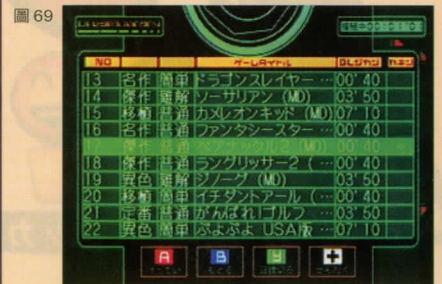 圖 69
NO ゲームタイトル DLジカン
13 名作 簡単 ドラゴンスレイヤー …00' 40
14 傑作 難解 ソーサリアン (MD) 03' 50
15 移植 普通 カメレオンキッド (MD) 07' 10
16 名作 普通 ファンタシースター …00' 40
17 傑作 普通 ベアナックル2 (MD) 00' 40
18 傑作 普通 ラングリッサー2 ( …00' 40
19 異色 難解 ジノーグ (MD) 03' 50
20 移植 簡単 イチダントアール ( …00' 40
21 定番 普通 がんばれゴルフ …03' 50
22 異色 簡単 ぷよぷよ USA版 …07' 10
A B Y